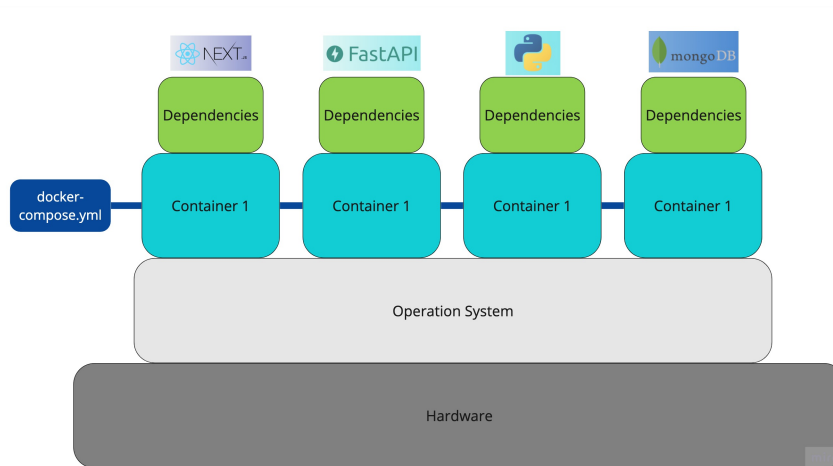 NEXT.JS
FastAPI
mongoDB
Dependencies
Dependencies
Dependencies
Dependencies
docker-
compose.yml
Container 1
Container 1
Container 1
Container 1
Operation System
Hardware